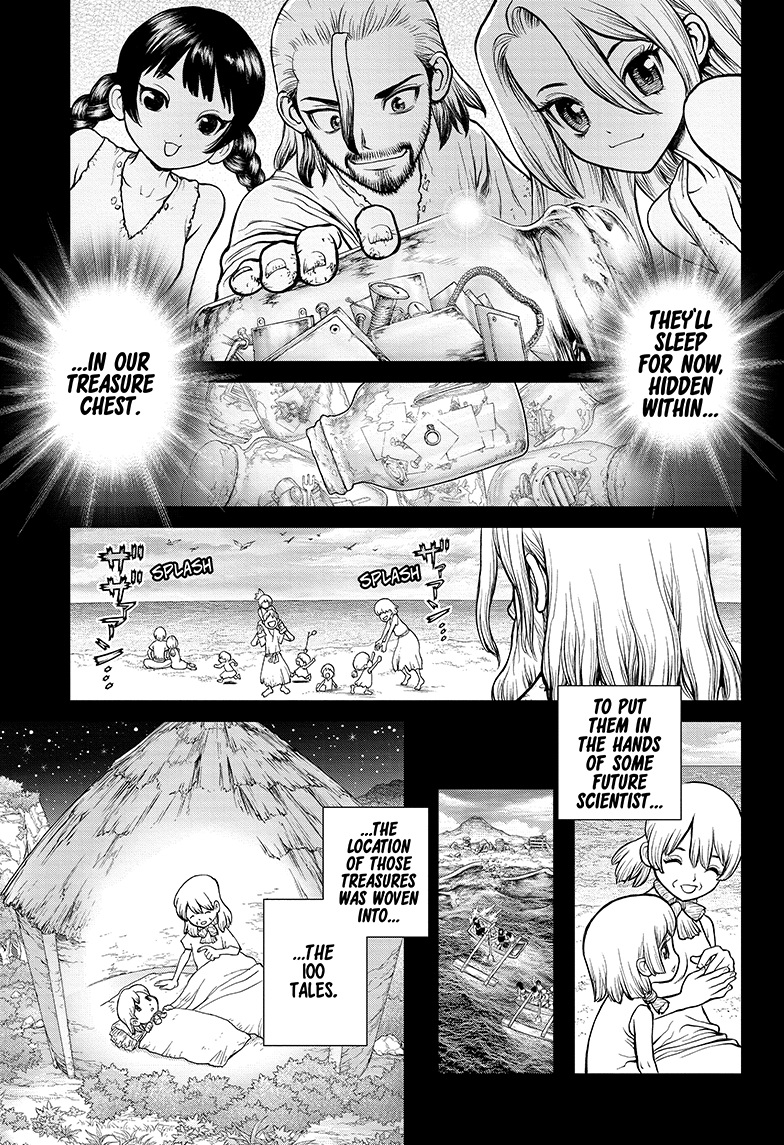 THEY'LL
SLEEP
FOR NOW,
HIDDEN
WITHIN...
...IN OUR
TREASURE
CHEST.
SPLASH
SPLASH
TO PUT
THEM IN
THE HANDS
OF SOME
FUTURE
SCIENTIST...
...THE
LOCATION
OF THOSE
TREASURES
WAS WOVEN
INTO...
...THE
100
TALES.